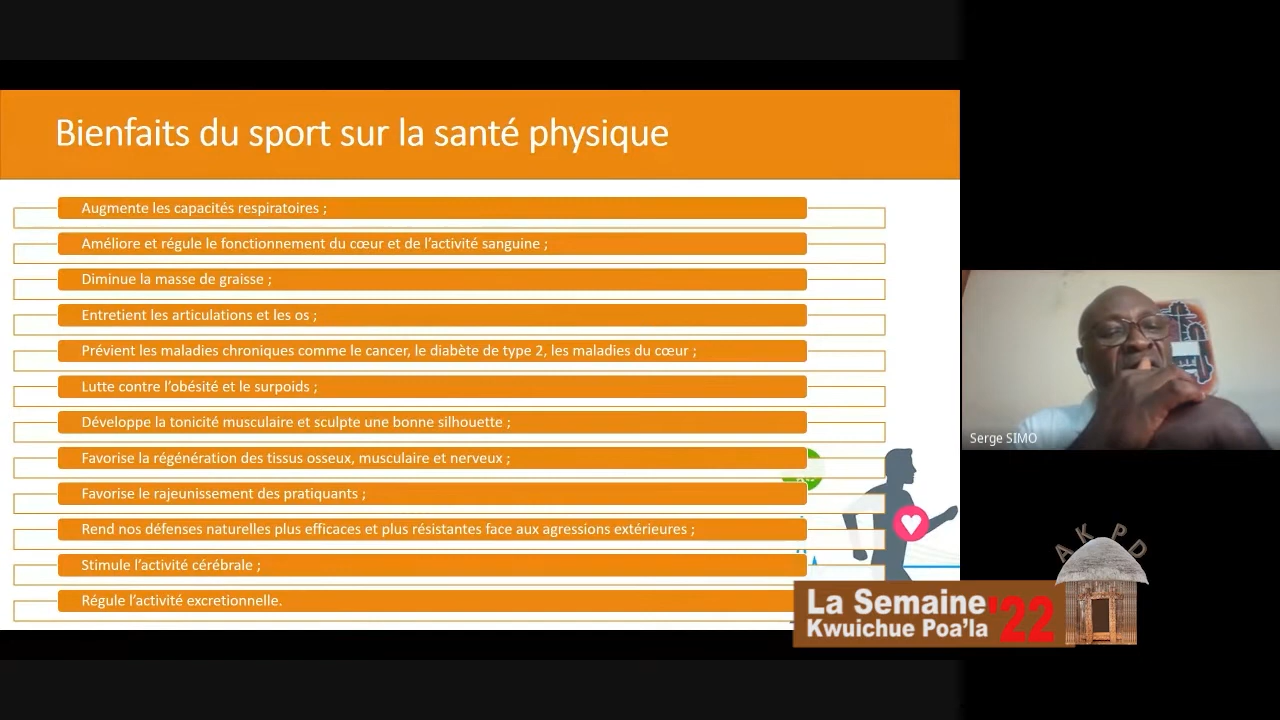 Bienfaits du sport sur la santé physique
Augmente les capacités respiratoires ;
Améliore et régule le fonctionnement du cœur et de l’activité sanguine ;
Diminue la masse de graisse ;
Entretient les articulations et les os ;
Prévient les maladies chroniques comme le cancer, le diabète de type 2, les maladies du cœur ;
Lutte contre l’obésité et le surpoids ;
Développe la tonicité musculaire et sculpte une bonne silhouette ;
Favorise la régénération des tissus osseux, musculaire et nerveux ;
Favorise le rajeunissement des pratiquants ;
Rend nos défenses naturelles plus efficaces et plus résistantes face aux agressions extérieures ;
Stimule l’activité cérébrale ;
Régule l’activité excretionnelle.
Serge SIMO
AKPD
La Semaine '22
Kwuichue Poa’la